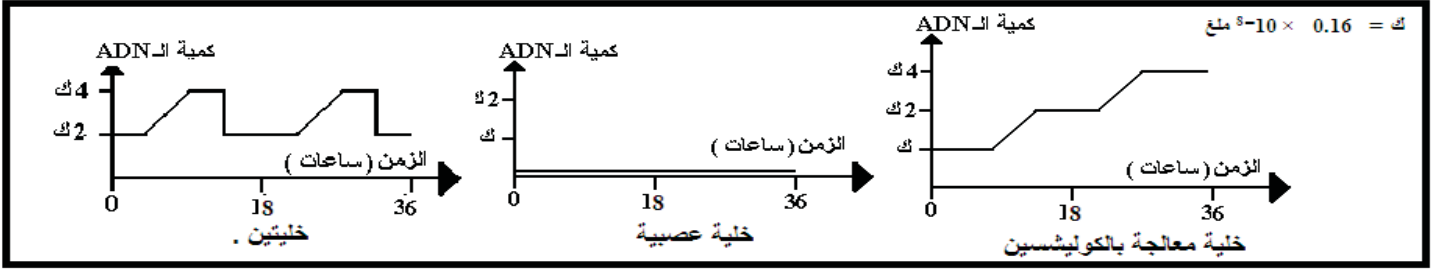 ك = 0.16 × 10⁻⁸ ملغ
كمية الـADN
4ك
2ك
الزمن (ساعات)
0 18 36
خليتين .
كمية الـADN
2ك
ك
الزمن (ساعات)
0 18 36
خلية عصبية
كمية الـADN
4ك
2ك
ك
الزمن (ساعات)
0 18 36
خلية معالجة بالكوليشسين